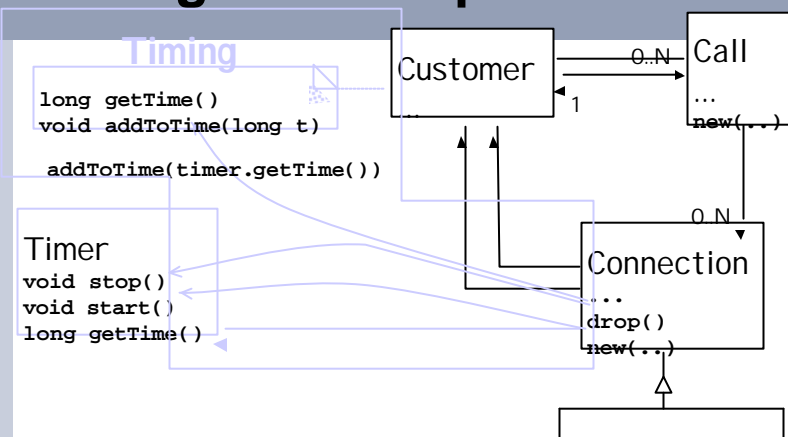 Timing
long getTime()
void addToTime(long t)
addToTime(timer.getTime())
Timer
void stop()
void start()
long getTime()
Customer
..
0..N
1
Call
...
new(..)
0..N
Connection
...
drop()
new(..)